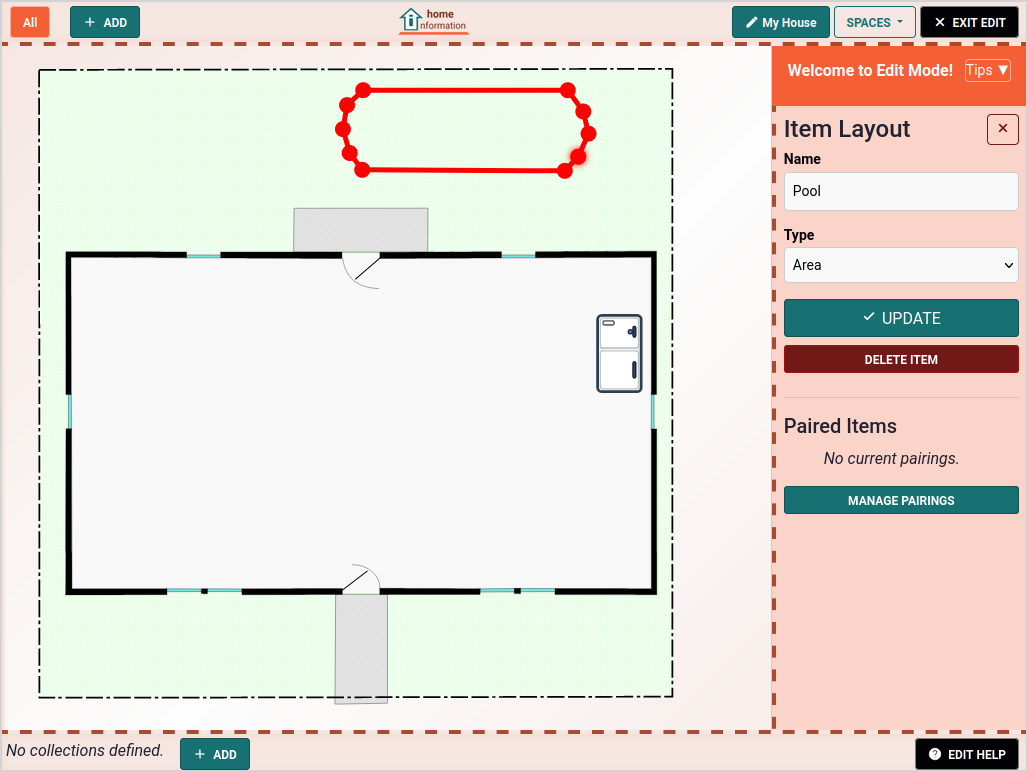 All
ADD
home
information
My House
SPACES
EXIT EDIT
Welcome to Edit Mode!
Tips ▼
Item Layout
Name
Pool
Type
Area
UPDATE
DELETE ITEM
Paired Items
No current pairings.
MANAGE PAIRINGS
No collections defined.
ADD
EDIT HELP